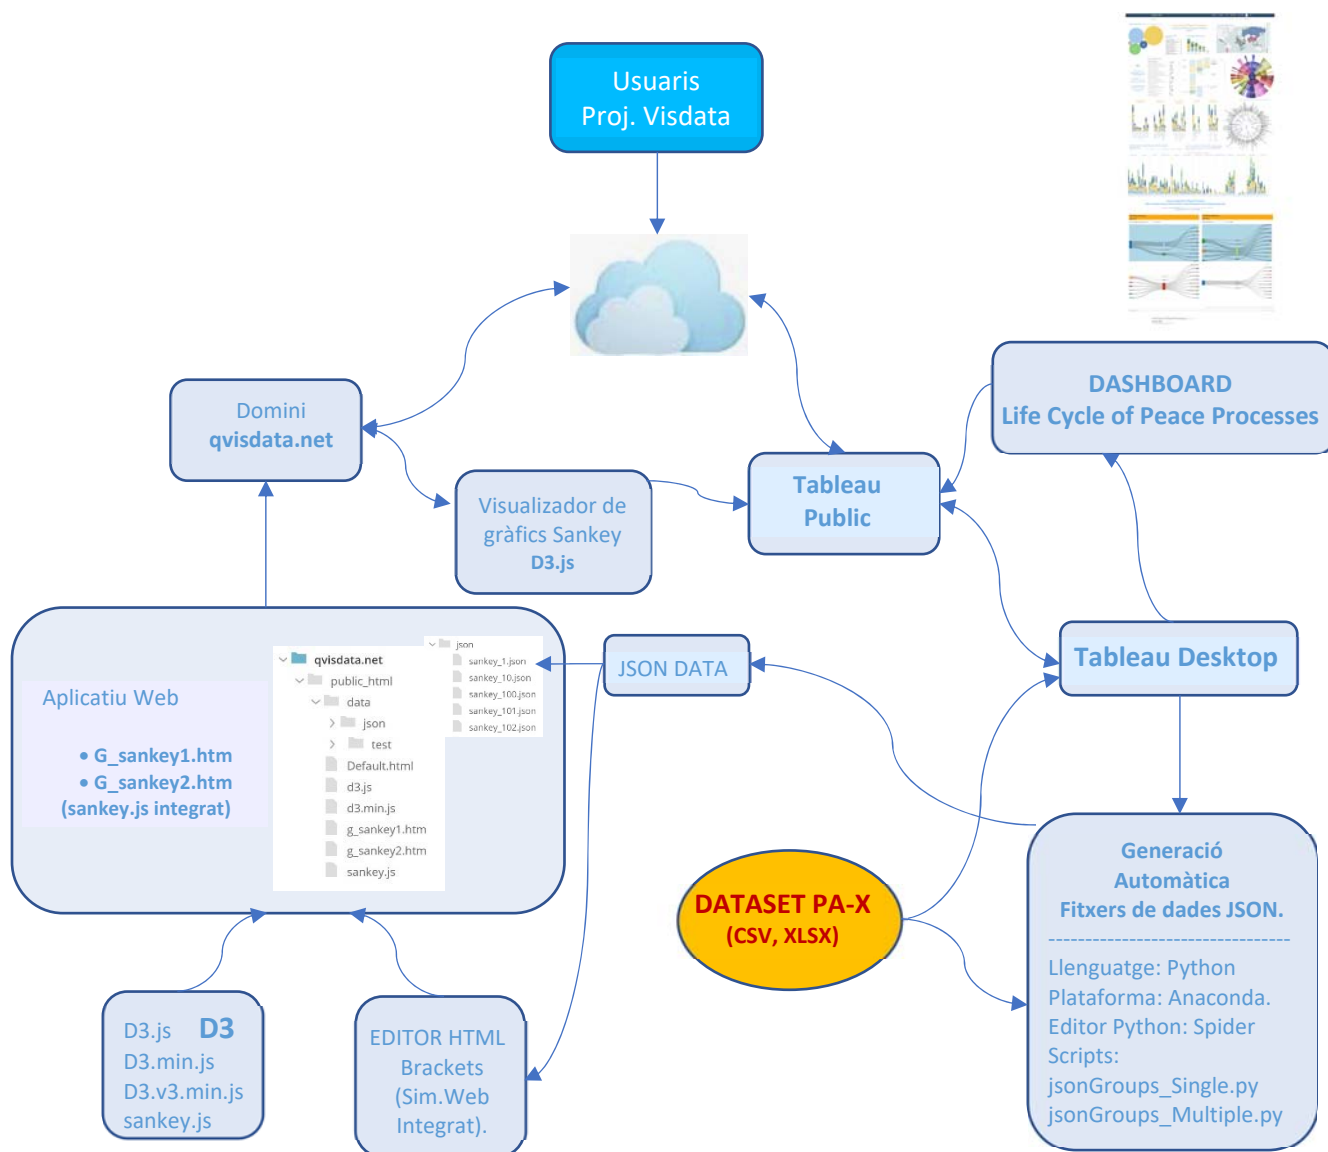 Usuaris
Proj. Visdata
DASHBOARD
Life Cycle of Peace Processes
Domini
qvisdata.net
Visualizador de
gràfics Sankey
D3.js
Tableau
Public
Tableau Desktop
JSON DATA
Aplicatiu Web
• G_sankey1.htm
• G_sankey2.htm
(sankey.js integrat)
qvisdata.net
public_html
data
json
test
Default.html
d3.js
d3.min.js
g_sankey1.htm
g_sankey2.htm
sankey.js
json
sankey_1.json
sankey_10.json
sankey_100.json
sankey_101.json
sankey_102.json
DATASET PA-X
(CSV, XLSX)
Generació
Automàtica
Fitxers de dades JSON.
---------------------------------
Llenguatge: Python
Plataforma: Anaconda.
Editor Python: Spider
Scripts:
jsonGroups_Single.py
jsonGroups_Multiple.py
D3.js D3
D3.min.js
D3.v3.min.js
sankey.js
EDITOR HTML
Brackets
(Sim.Web
Integrat).